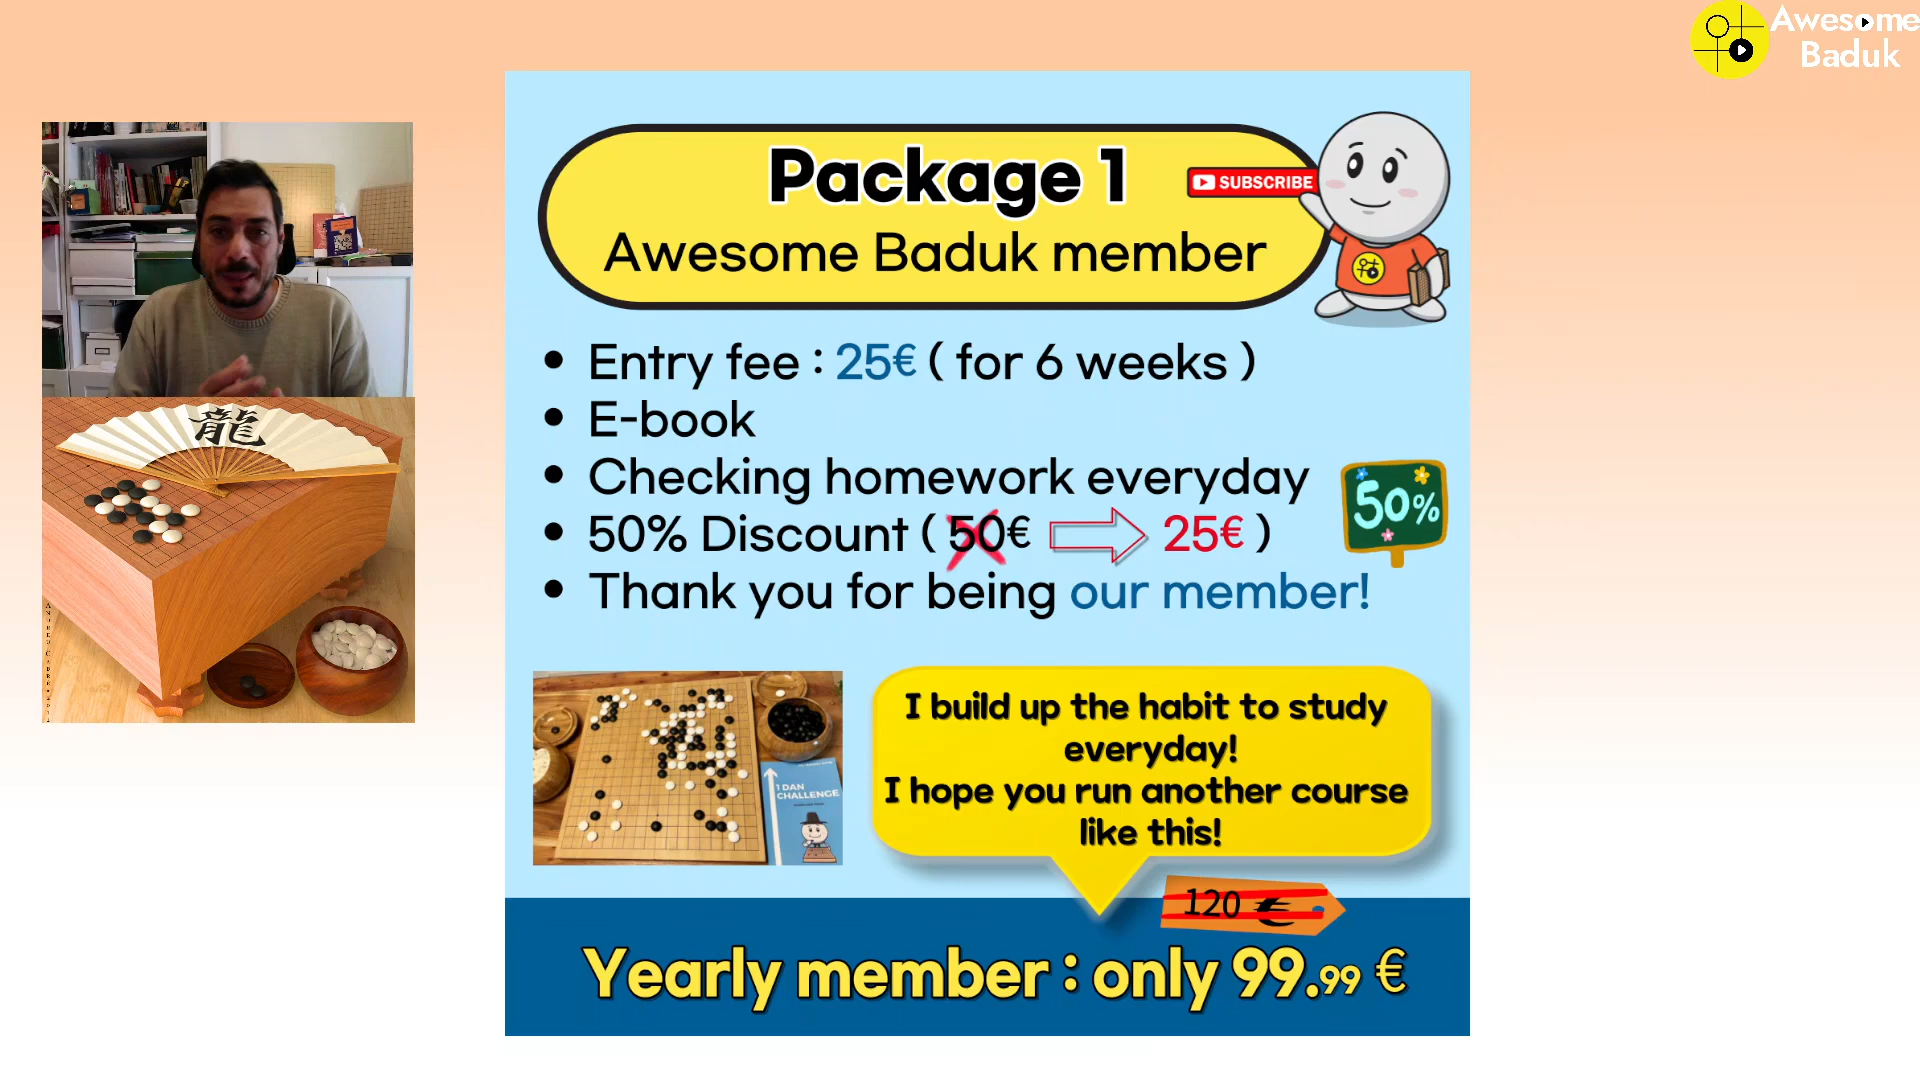 Awesome
Baduk
Package 1
SUBSCRIBE
Awesome Baduk member
• Entry fee : 25€ ( for 6 weeks )
• E-book
• Checking homework everyday
• 50% Discount ( 50€ 25€ )
50%
• Thank you for being our member!
龍
1 DAN
CHALLENGE
I build up the habit to study
everyday!
I hope you run another course
like this!
120 €
Yearly member : only 99.99 €